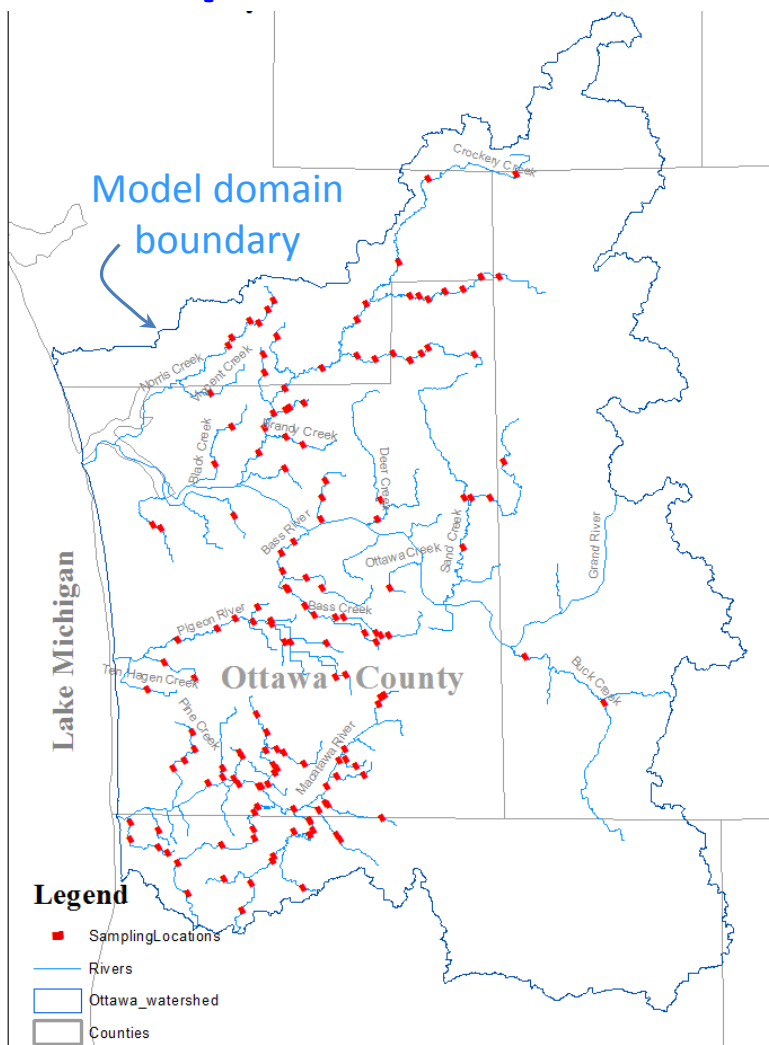 Crockery Creek
Model domain
boundary
Norris Creek
Vincent Creek
Black Creek
Brandy Creek
Deer Creek
Bass River
Ottawa Creek
Sand Creek
Grand River
Bass Creek
Pigeon River
Ten Hagen Creek
Ottawa County
Buck Creek
Lake Michigan
Pine Creek
Macatawa River
Legend
SamplingLocations
Rivers
Ottawa_watershed
Counties